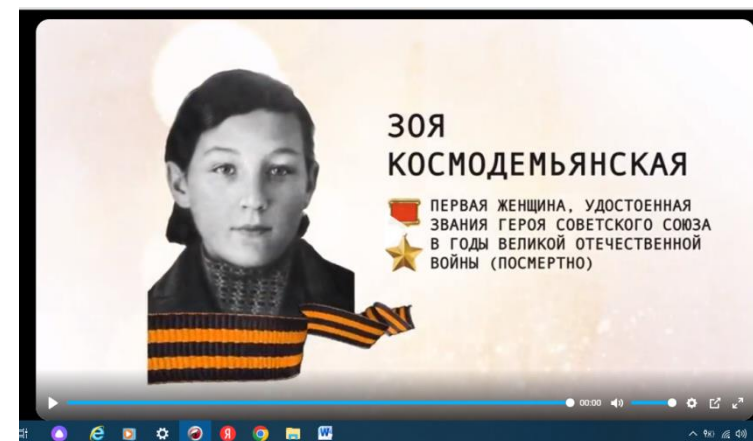 ЗОЯ
КОСМОДЕМЬЯНСКАЯ
ПЕРВАЯ ЖЕНЩИНА, УДОСТОЕННАЯ
ЗВАНИЯ ГЕРОЯ СОВЕТСКОГО СОЮЗА
В ГОДЫ ВЕЛИКОЙ ОТЕЧЕСТВЕННОЙ
ВОЙНЫ (ПОСМЕРТНО)
00:00